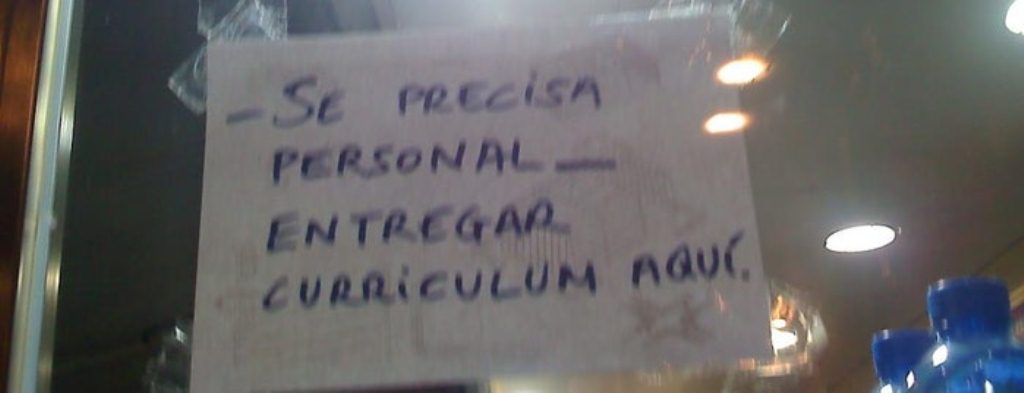 - SE PRECISA
PERSONAL —
ENTREGAR
CURRICULUM AQUÍ.